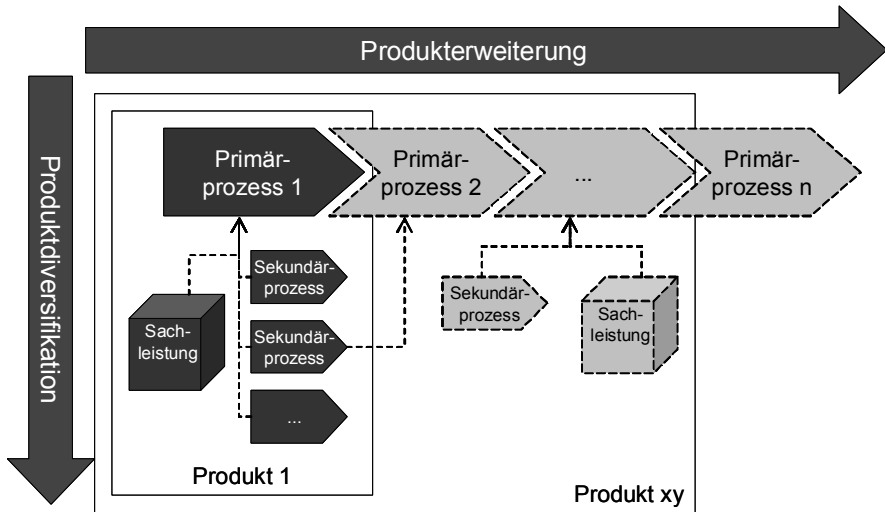 Produkterweiterung
Produktdiversifikation
Primär-
prozess 1
Primär-
prozess 2
...
Primär-
prozess n
Sekundär-
prozess
Sach-
leistung
Sekundär-
prozess
...
Sekundär-
prozess
Sach-
leistung
Produkt 1
Produkt xy